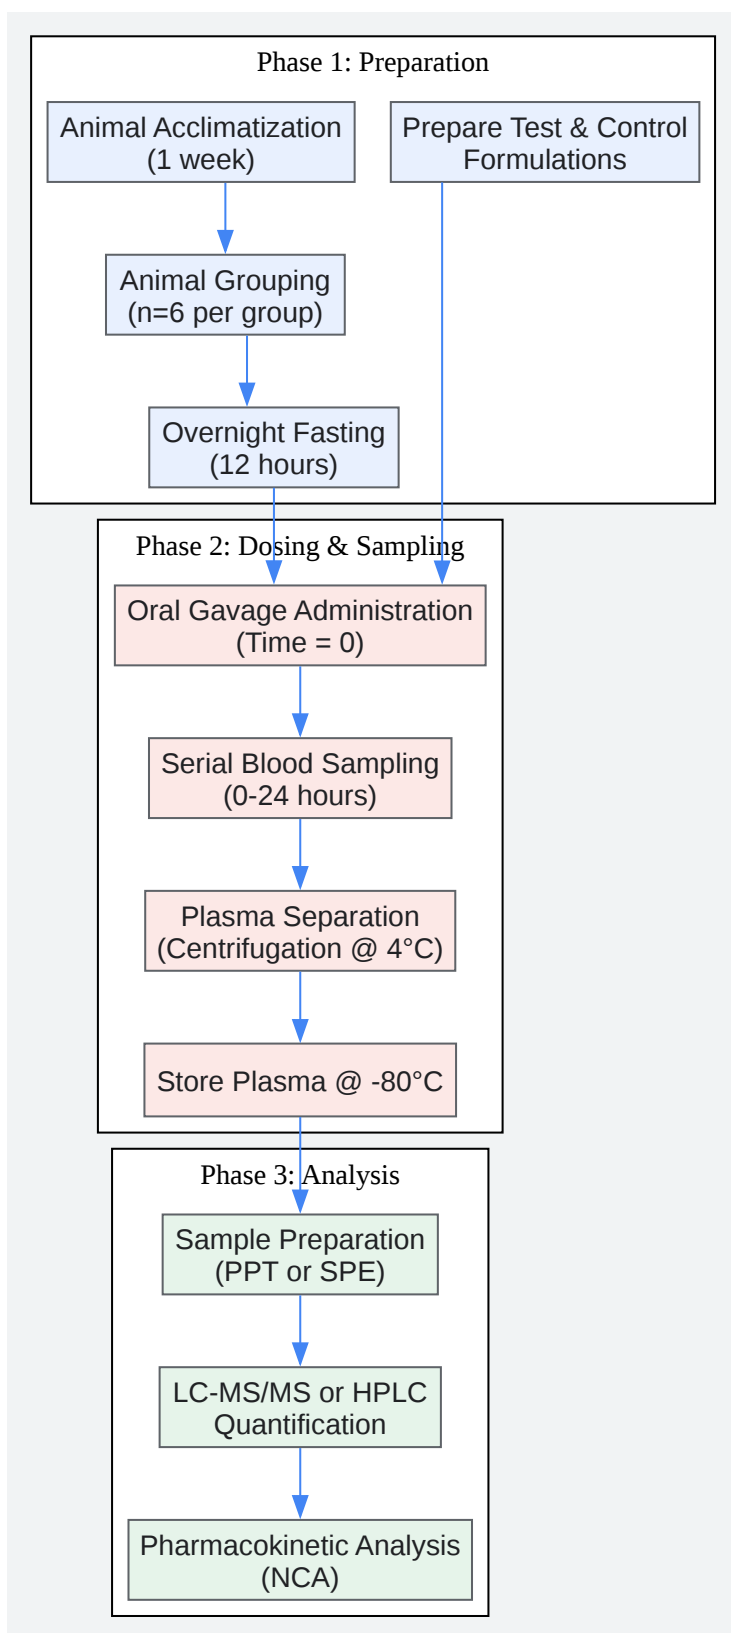 Phase 1: Preparation
Animal Acclimatization
(1 week)
Prepare Test & Control
Formulations
Animal Grouping
(n=6 per group)
Overnight Fasting
(12 hours)
Phase 2: Dosing & Sampling
Oral Gavage Administration
(Time = 0)
Serial Blood Sampling
(0-24 hours)
Plasma Separation
(Centrifugation @ 4°C)
Store Plasma @ -80°C
Phase 3: Analysis
Sample Preparation
(PPT or SPE)
LC-MS/MS or HPLC
Quantification
Pharmacokinetic Analysis
(NCA)